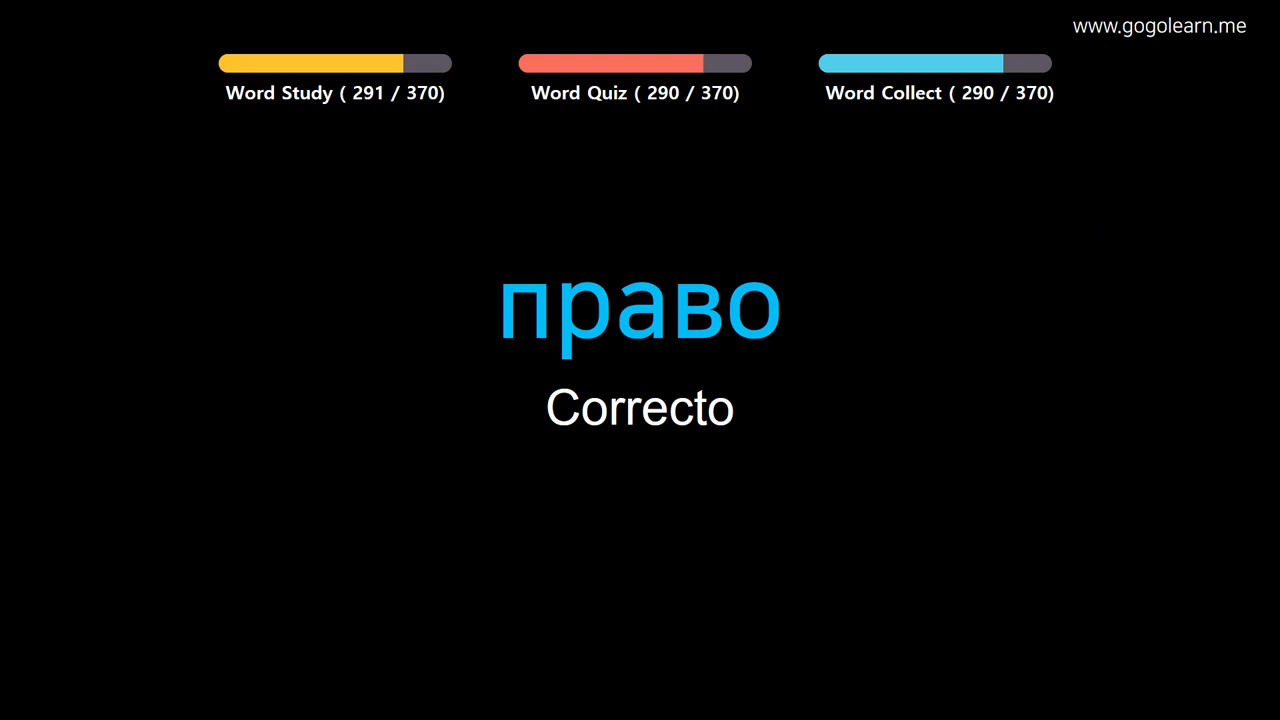 www.gogolearn.me
Word Study ( 291 / 370)
Word Quiz ( 290 / 370)
Word Collect ( 290 / 370)
право
Correcto